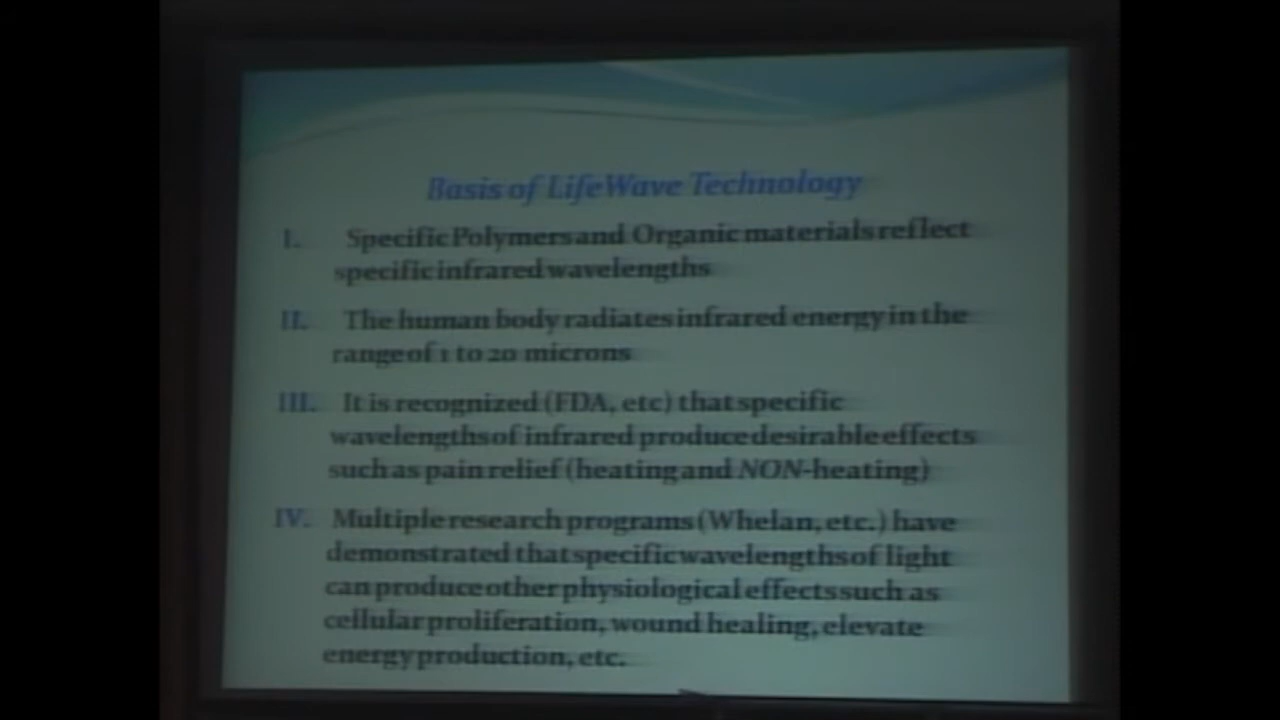 Basis of LifeWave Technology
I. Specific Polymers and Organic materials reflect
specific infrared wavelengths
II. The human body radiates infrared energy in the
range of 1 to 20 microns
III. It is recognized (FDA, etc) that specific
wavelengths of infrared produce desirable effects
such as pain relief (heating and NON-heating)
IV. Multiple research programs (Whelan, etc.) have
demonstrated that specific wavelengths of light
can produce other physiological effects such as
cellular proliferation, wound healing, elevate
energy production, etc.